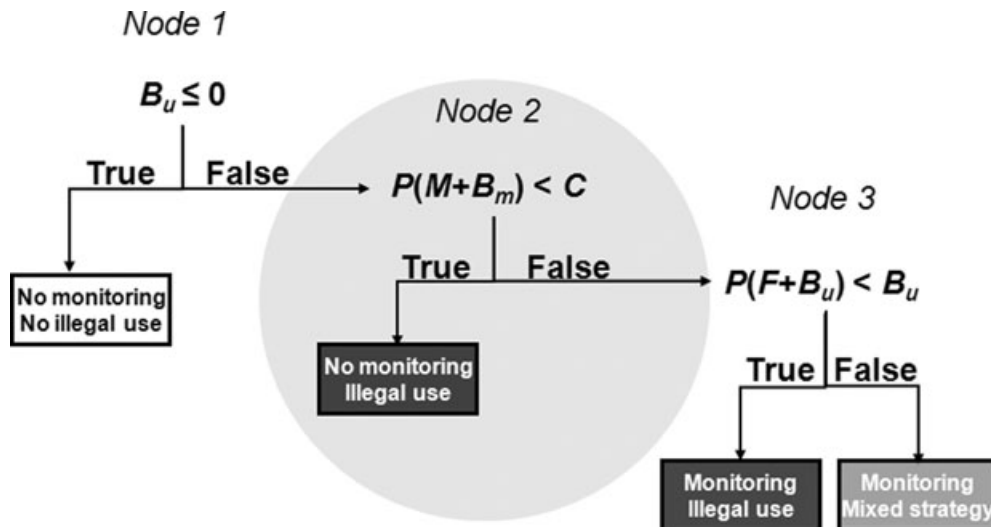 Node 1
B_u ≤ 0
True False
No monitoring
No illegal use
Node 2
P(M+B_m) < C
True False
No monitoring
Illegal use
Node 3
P(F+B_u) < B_u
True False
Monitoring
Illegal use
Monitoring
Mixed strategy